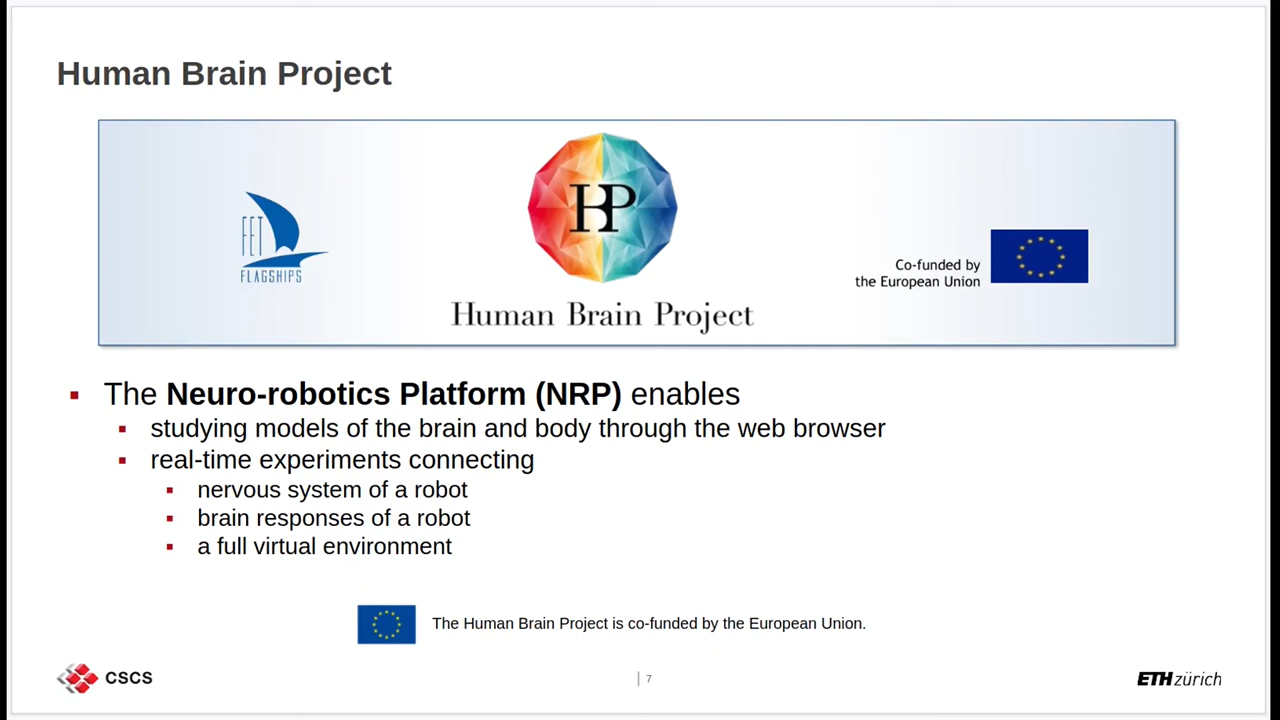 Human Brain Project
FET
FLAGSHIPS
HBP
Human Brain Project
Co-funded by
the European Union
The Neuro-robotics Platform (NRP) enables
studying models of the brain and body through the web browser
real-time experiments connecting
nervous system of a robot
brain responses of a robot
a full virtual environment
The Human Brain Project is co-funded by the European Union.
CSCS
7
ETH zürich